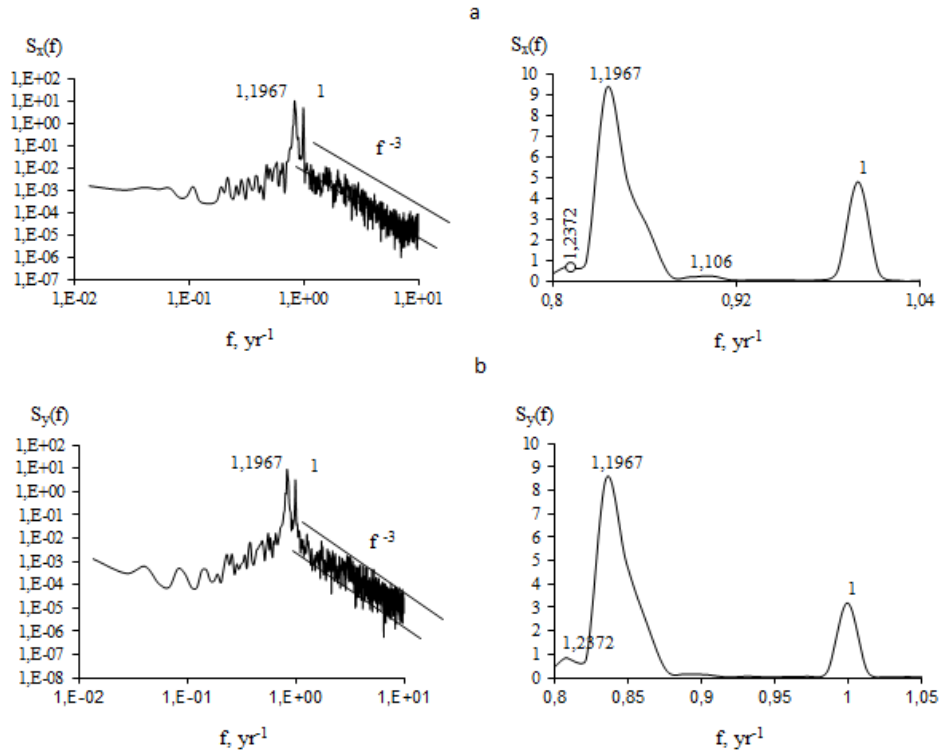 a
Sx(f)
1,E+02
1,E+01
1,E+00
1,E-01
1,E-02
1,E-03
1,E-04
1,E-05
1,E-06
1,E-07
1,1967
1
f -3
1,E-02
1,E-01
1,E+00
1,E+01
f, yr-1
Sx(f)
10
9
8
7
6
5
4
3
2
1
0
1,1967
1
1,2372
1,106
0,8
0,92
1,04
f, yr-1
b
Sy(f)
1,E+02
1,E+01
1,E+00
1,E-01
1,E-02
1,E-03
1,E-04
1,E-05
1,E-06
1,E-07
1,E-08
1,1967
1
f -3
1,E-02
1,E-01
1,E+00
1,E+01
f, yr-1
Sy(f)
10
9
8
7
6
5
4
3
2
1
0
1,1967
1
1,2372
0,8
0,85
0,9
0,95
1
1,05
f, yr-1